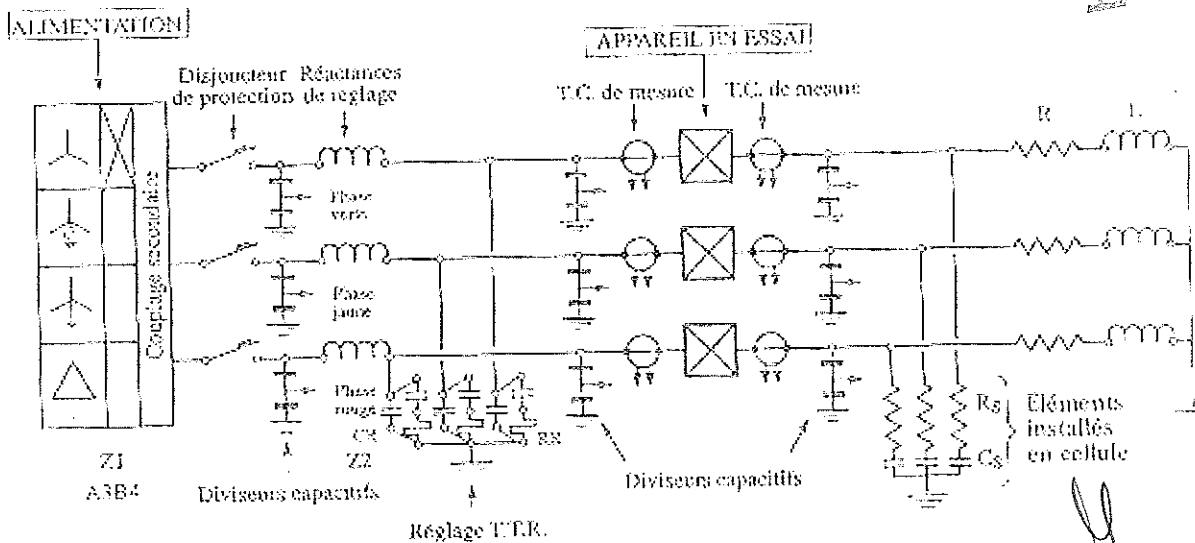 ALIMENTATION
APPAREIL EN ESSAI
Disjoncteur Réactances
de protection de réglage
T.C. de mesure T.C. de mesure
R L
Couplage secondaire
Phase
verte
Phase
jaune
Phase
rouge
CR
RR
Rs
Cs
Éléments
installés
en cellule
Z1
Z2
A3B4
Diviseurs capacitifs
Diviseurs capacitifs
Réglage T.T.R.